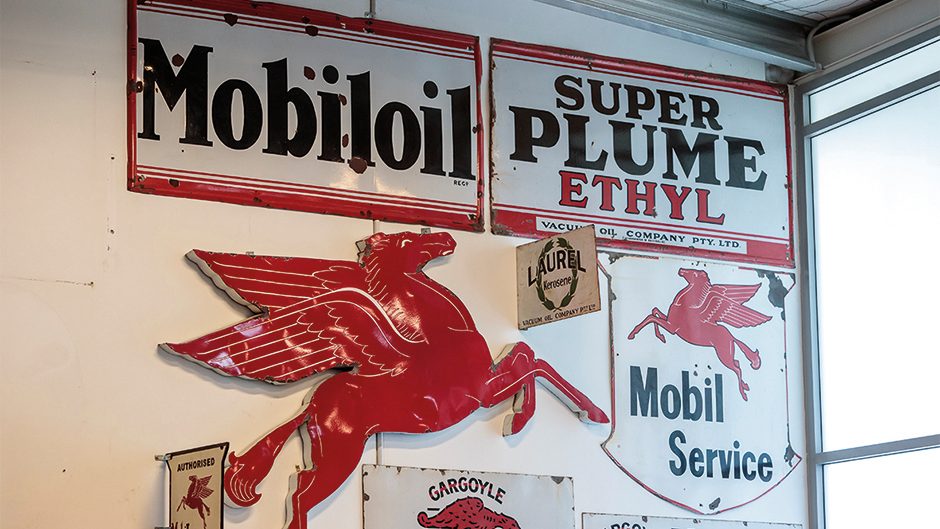 Mobiloil
REGD
SUPER
PLUME
ETHYL
VACUUM OIL COMPANY PTY. LTD.
LAUREL
Kerosene
VACUUM OIL COMPANY PTY LTD
Mobil
Service
AUTHORISED
GARGOYLE